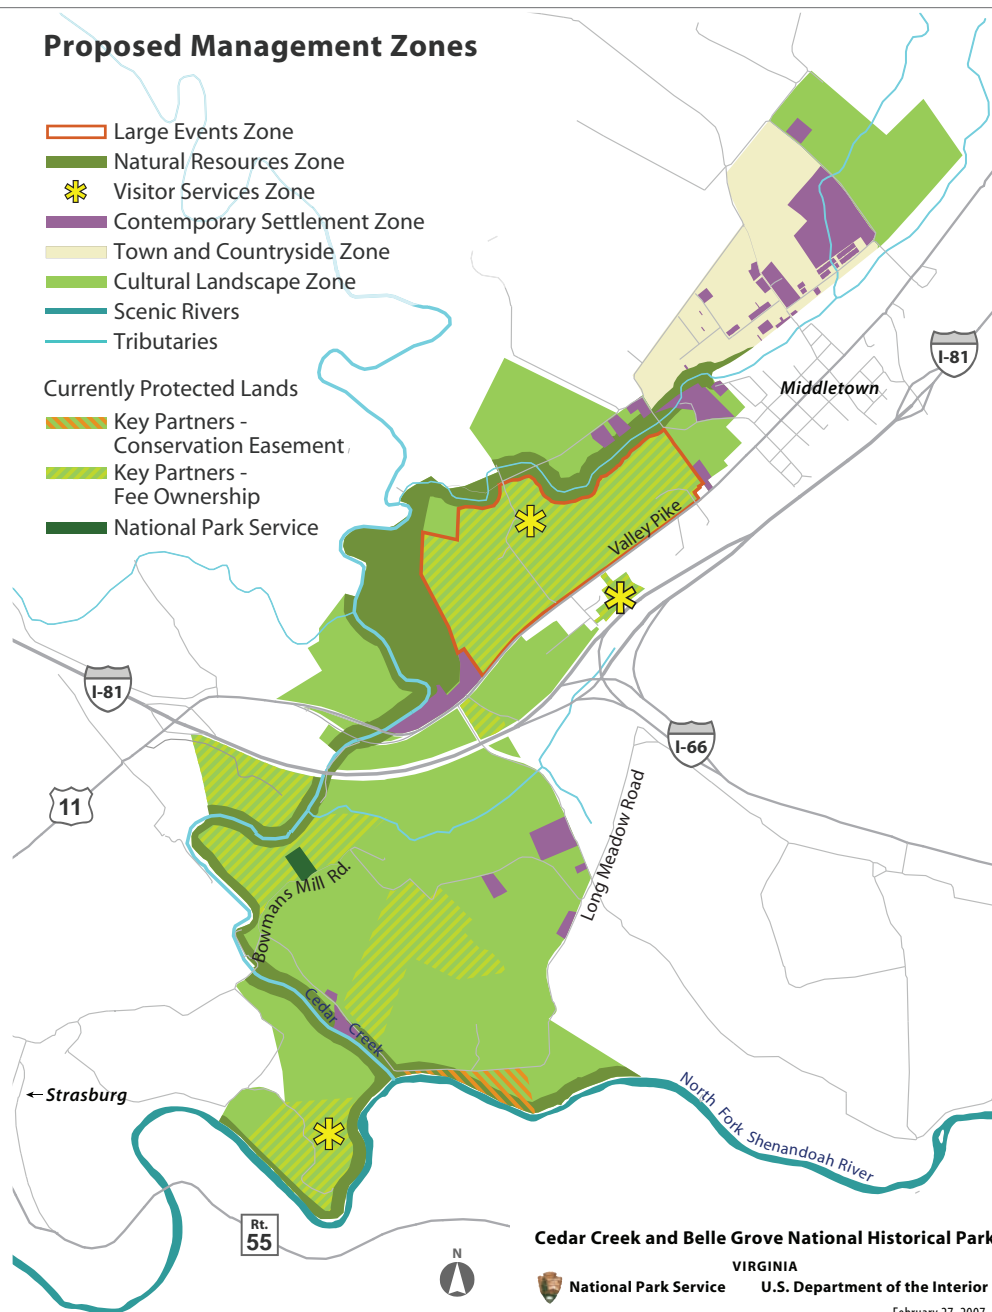 Proposed Management Zones
Large Events Zone
Natural Resources Zone
Visitor Services Zone
Contemporary Settlement Zone
Town and Countryside Zone
Cultural Landscape Zone
Scenic Rivers
Tributaries
Currently Protected Lands
Key Partners -
Conservation Easement
Key Partners -
Fee Ownership
National Park Service
I-81
Middletown
Valley Pike
I-81
I-66
11
Long Meadow Road
Bowmans Mill Rd.
Cedar Creek
←Strasburg
North Fork Shenandoah River
Rt.
55
N
Cedar Creek and Belle Grove National Historical Park
VIRGINIA
National Park Service
U.S. Department of the Interior
February 27, 2007